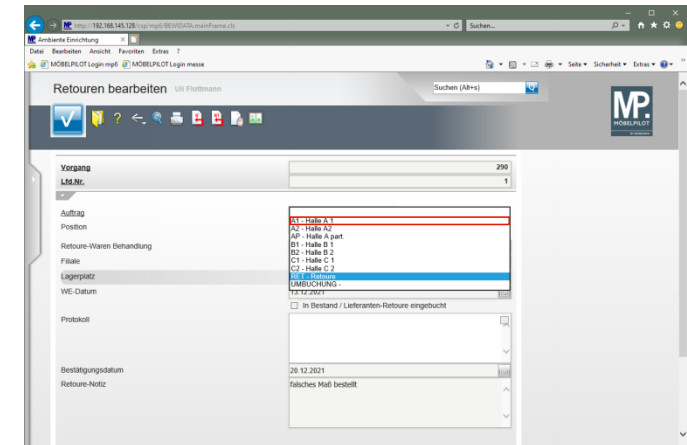 http://192.168.145.128/csp/mp6/BEWIDATA.mainFrame.cls
Suchen...
Ambiente Einrichtung
Datei Bearbeiten Ansicht Favoriten Extras ?
MÖBELPILOT Login mp6 MÖBELPILOT Login messe
Seite Sicherheit Extras
Retouren bearbeiten Uli Flottmann
Suchen (Alt+s)
MP.
MÖBELPILOT
Vorgang 290
Lfd.Nr. 1
Auftrag
A1 - Halle A 1
Position
A2 - Halle A2
AP - Halle A part.
B1 - Halle B 1
Retoure-Waren Behandlung
B2 - Halle B 2
C1 - Halle C 1
Filiale
C2 - Halle C 2
Lagerplatz
RET - Retoure
UMBUCHUNG -
WE-Datum 13.12.2021
In Bestand / Lieferanten-Retoure eingebucht
Protokoll
Bestätigungsdatum 20.12.2021
Retoure-Notiz falsches Maß bestellt